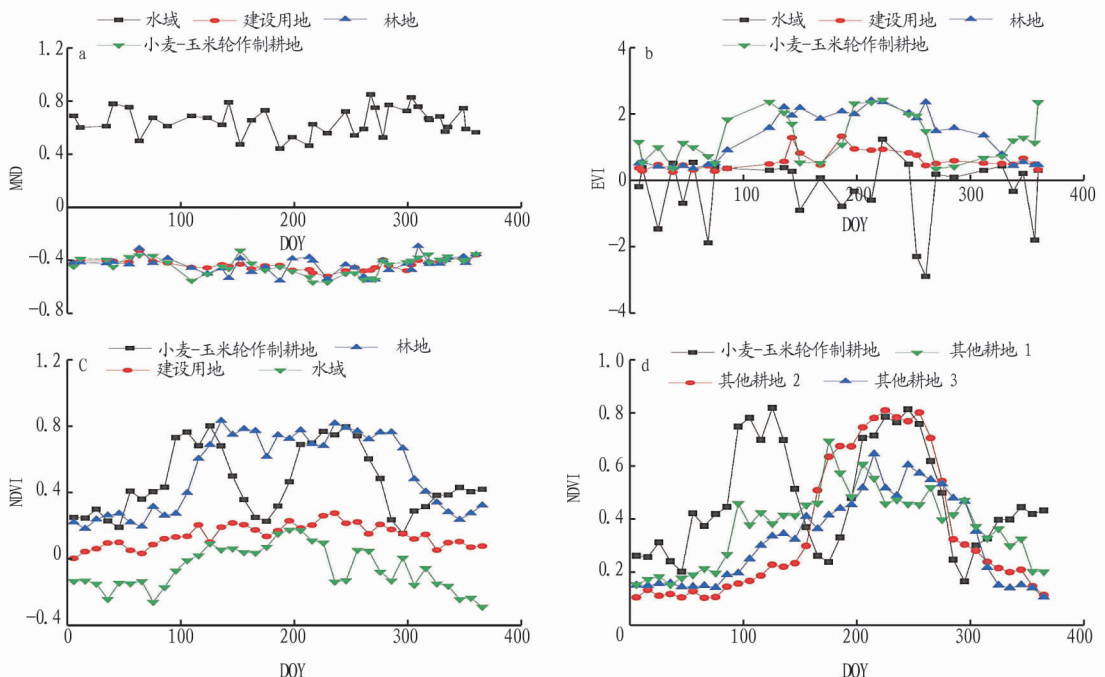 水域 建设用地 林地
小麦-玉米轮作制耕地
a
1.2
0.8
0.4
0
-0.4
-0.8
MND
100 200 300 400
DOY
水域 建设用地 林地
小麦-玉米轮作制耕地
b
4
2
0
-2
-4
EVI
100 200 300 400
DOY
小麦-玉米轮作制耕地 林地
建设用地 水域
C
1.2
0.8
0.4
0
-0.4
NDVI
0 100 200 300 400
DOY
小麦-玉米轮作制耕地 其他耕地 1
其他耕地 2 其他耕地 3
d
1.0
0.8
0.6
0.4
0.2
0
NDVI
100 200 300 400
DOY